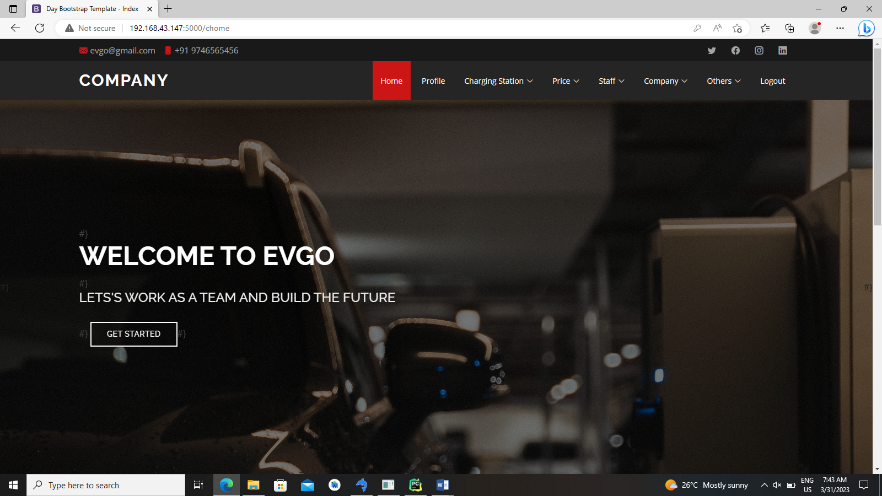 Day Bootstrap Template - Index
Not secure 192.168.43.147:5000/chome
evgo@gmail.com +91 9746565456
COMPANY Home Profile Charging Station Price Staff Company Others Logout
#}
WELCOME TO EVGO
#}
#} #}
LETS'S WORK AS A TEAM AND BUILD THE FUTURE
#} GET STARTED #}
Type here to search
26°C Mostly sunny
ENG
US
7:43 AM
3/31/2023